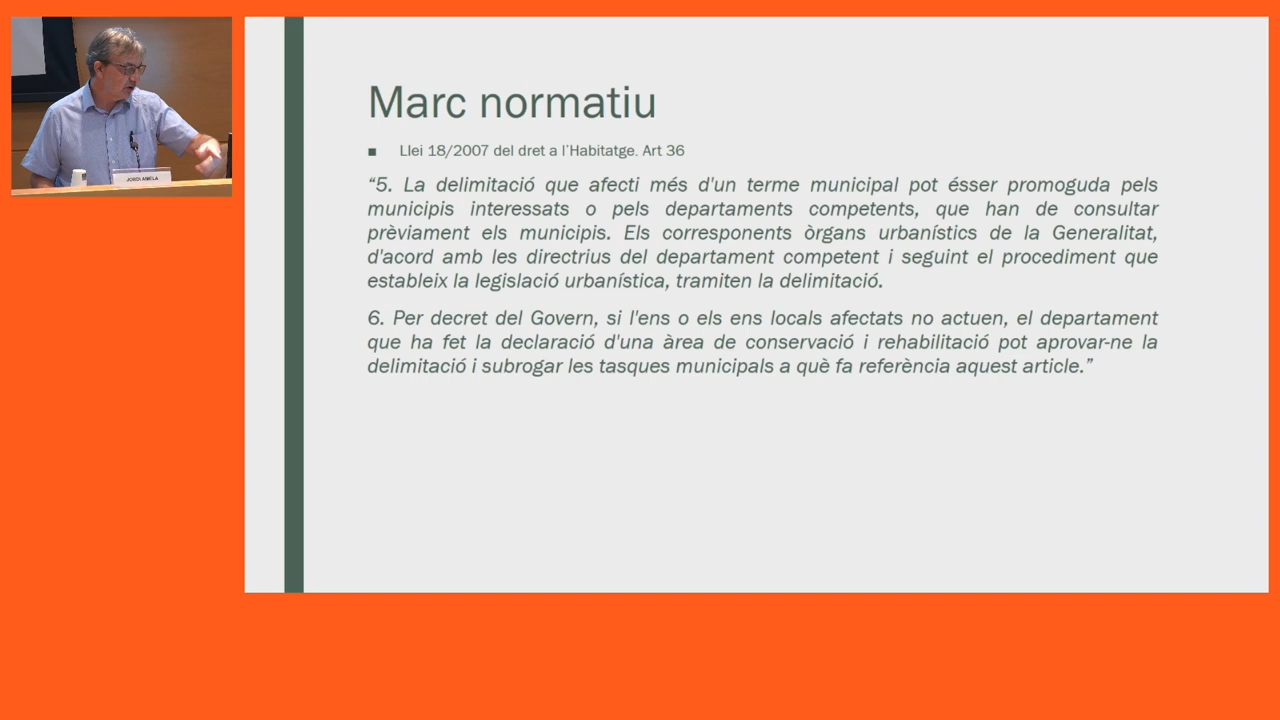 JORDI ABELA
Marc normatiu
▪ Llei 18/2007 del dret a l'Habitatge. Art 36
“5. La delimitació que afecti més d'un terme municipal pot ésser promoguda pels
municipis interessats o pels departaments competents, que han de consultar
prèviament els municipis. Els corresponents òrgans urbanístics de la Generalitat,
d'acord amb les directrius del departament competent i seguint el procediment que
estableix la legislació urbanística, tramiten la delimitació.
6. Per decret del Govern, si l'ens o els ens locals afectats no actuen, el departament
que ha fet la declaració d'una àrea de conservació i rehabilitació pot aprovar-ne la
delimitació i subrogar les tasques municipals a què fa referència aquest article.”